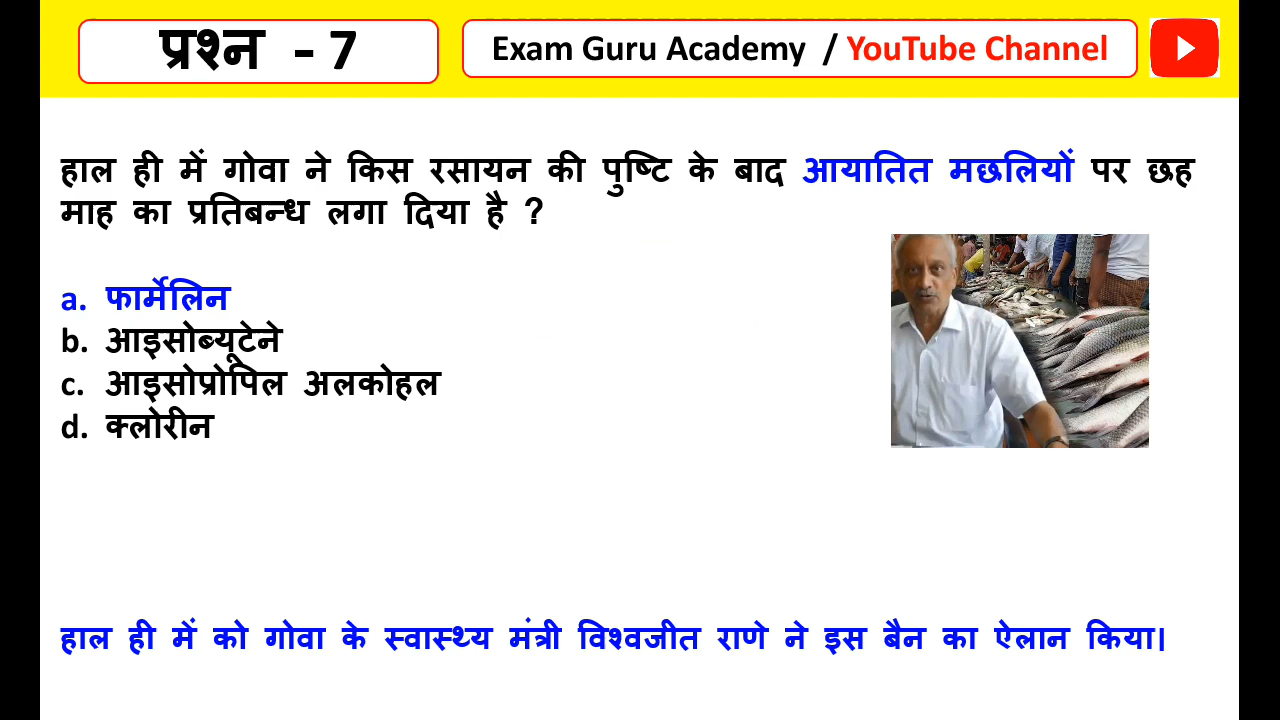 प्रश्न - 7
Exam Guru Academy / YouTube Channel
हाल ही में गोवा ने किस रसायन की पुष्टि के बाद आयातित मछलियों पर छह
माह का प्रतिबन्ध लगा दिया है ?
a. फार्मेलिन
b. आइसोब्यूटेने
c. आइसोप्रोपिल अलकोहल
d. क्लोरीन
हाल ही में को गोवा के स्वास्थ्य मंत्री विश्वजीत राणे ने इस बैन का ऐलान किया।